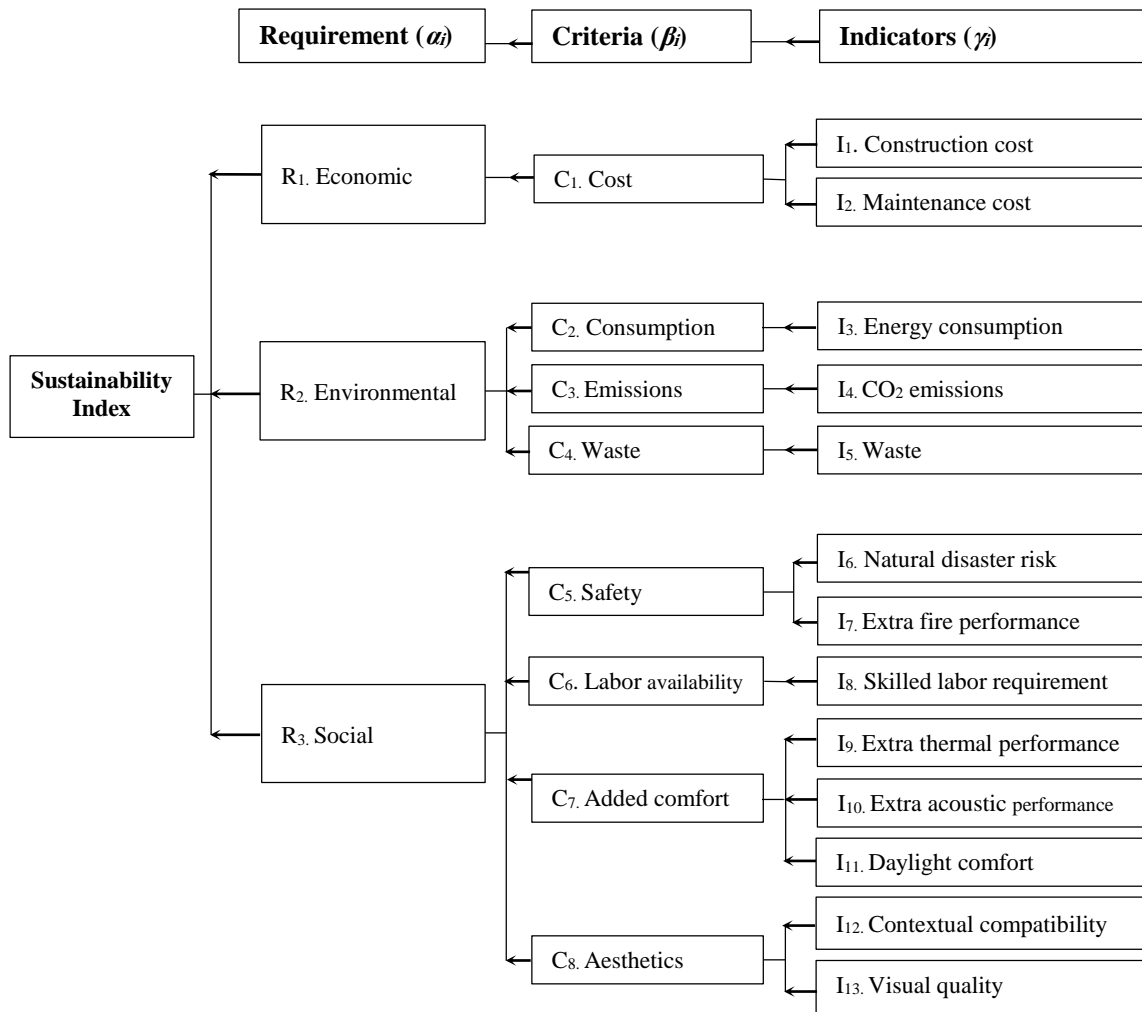 Requirement (αi)
Criteria (βi)
Indicators (γi)
Sustainability
Index
R1. Economic
C1. Cost
I1. Construction cost
I2. Maintenance cost
R2. Environmental
C2. Consumption
I3. Energy consumption
C3. Emissions
I4. CO2 emissions
C4. Waste
I5. Waste
R3. Social
C5. Safety
I6. Natural disaster risk
I7. Extra fire performance
C6. Labor availability
I8. Skilled labor requirement
C7. Added comfort
I9. Extra thermal performance
I10. Extra acoustic performance
I11. Daylight comfort
C8. Aesthetics
I12. Contextual compatibility
I13. Visual quality